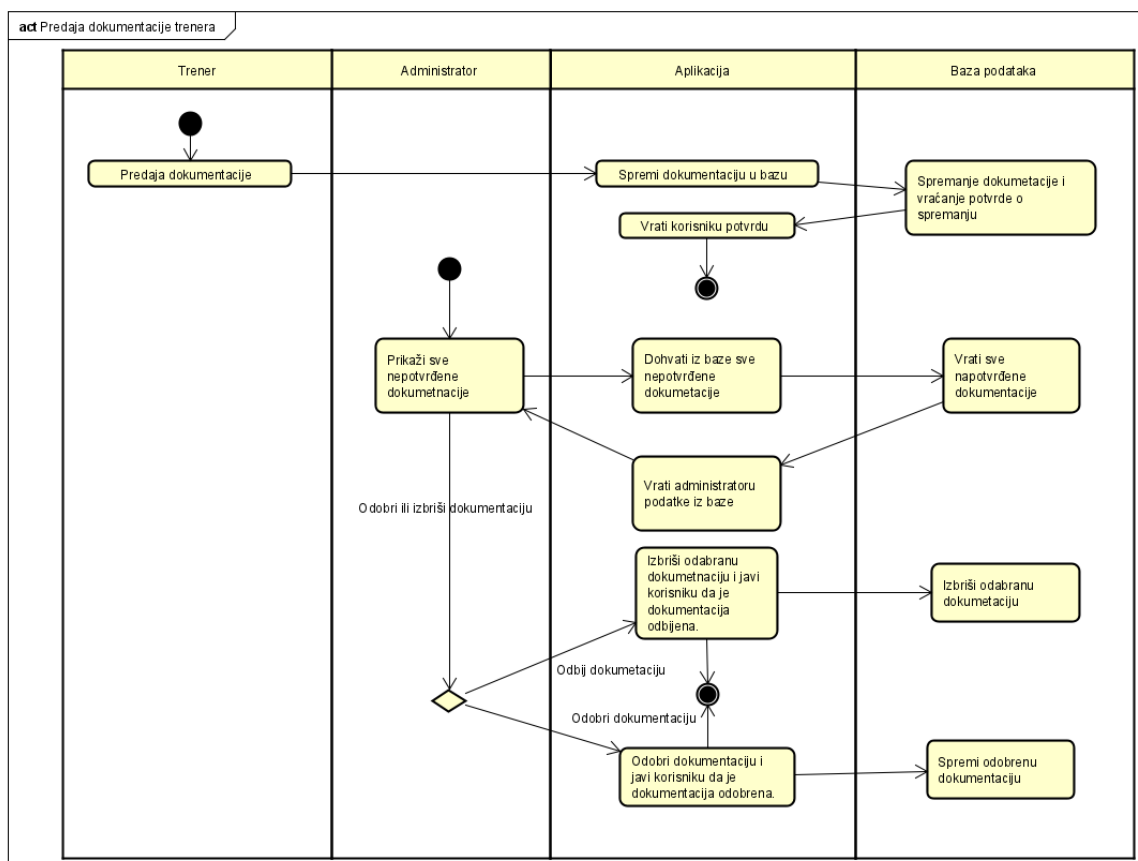 act Predaja dokumentacije trenera
Trener
Administrator
Aplikacija
Baza podataka
Predaja dokumentacije
Spremi dokumentaciju u bazu
Spremanje dokumetacije i
vraćanje potvrde o
spremanju
Vrati korisniku potvrdu
Prikaži sve
nepotvrđene
dokumetnacije
Dohvati iz baze sve
nepotvrđene
dokumetacije
Vrati sve
napotvrđene
dokumentacije
Vrati administratoru
podatke iz baze
Odobri ili izbriši dokumentaciju
Izbriši odabranu
dokumetnaciju i javi
korisniku da je
dokumentacija
odbijena.
Izbriši odabranu
dokumetaciju
Odbij dokumetaciju
Odobri dokumentaciju
Odobri dokumentaciju i
javi korisniku da je
dokumentacija odobrena.
Spremi odobrenu
dokumentaciju